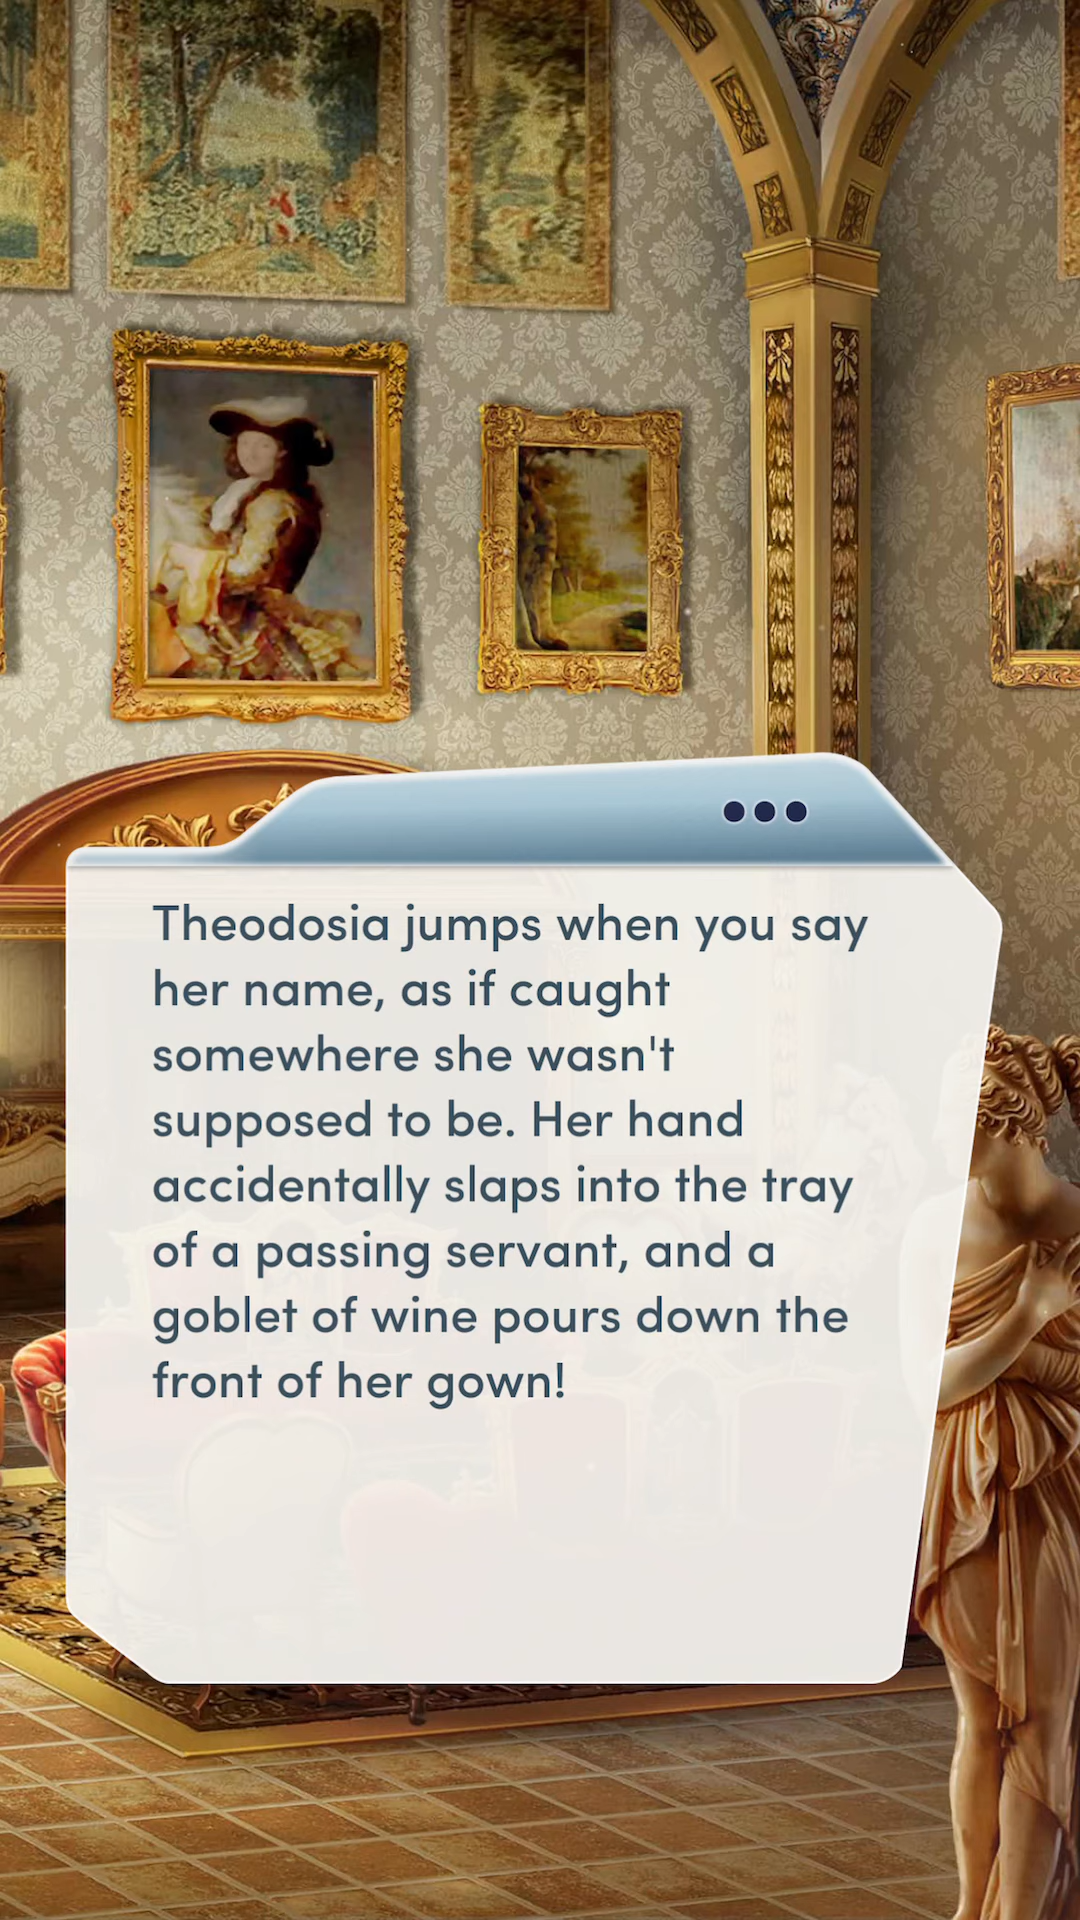 Theodosia jumps when you say
her name, as if caught
somewhere she wasn't
supposed to be. Her hand
accidentally slaps into the tray
of a passing servant, and a
goblet of wine pours down the
front of her gown!